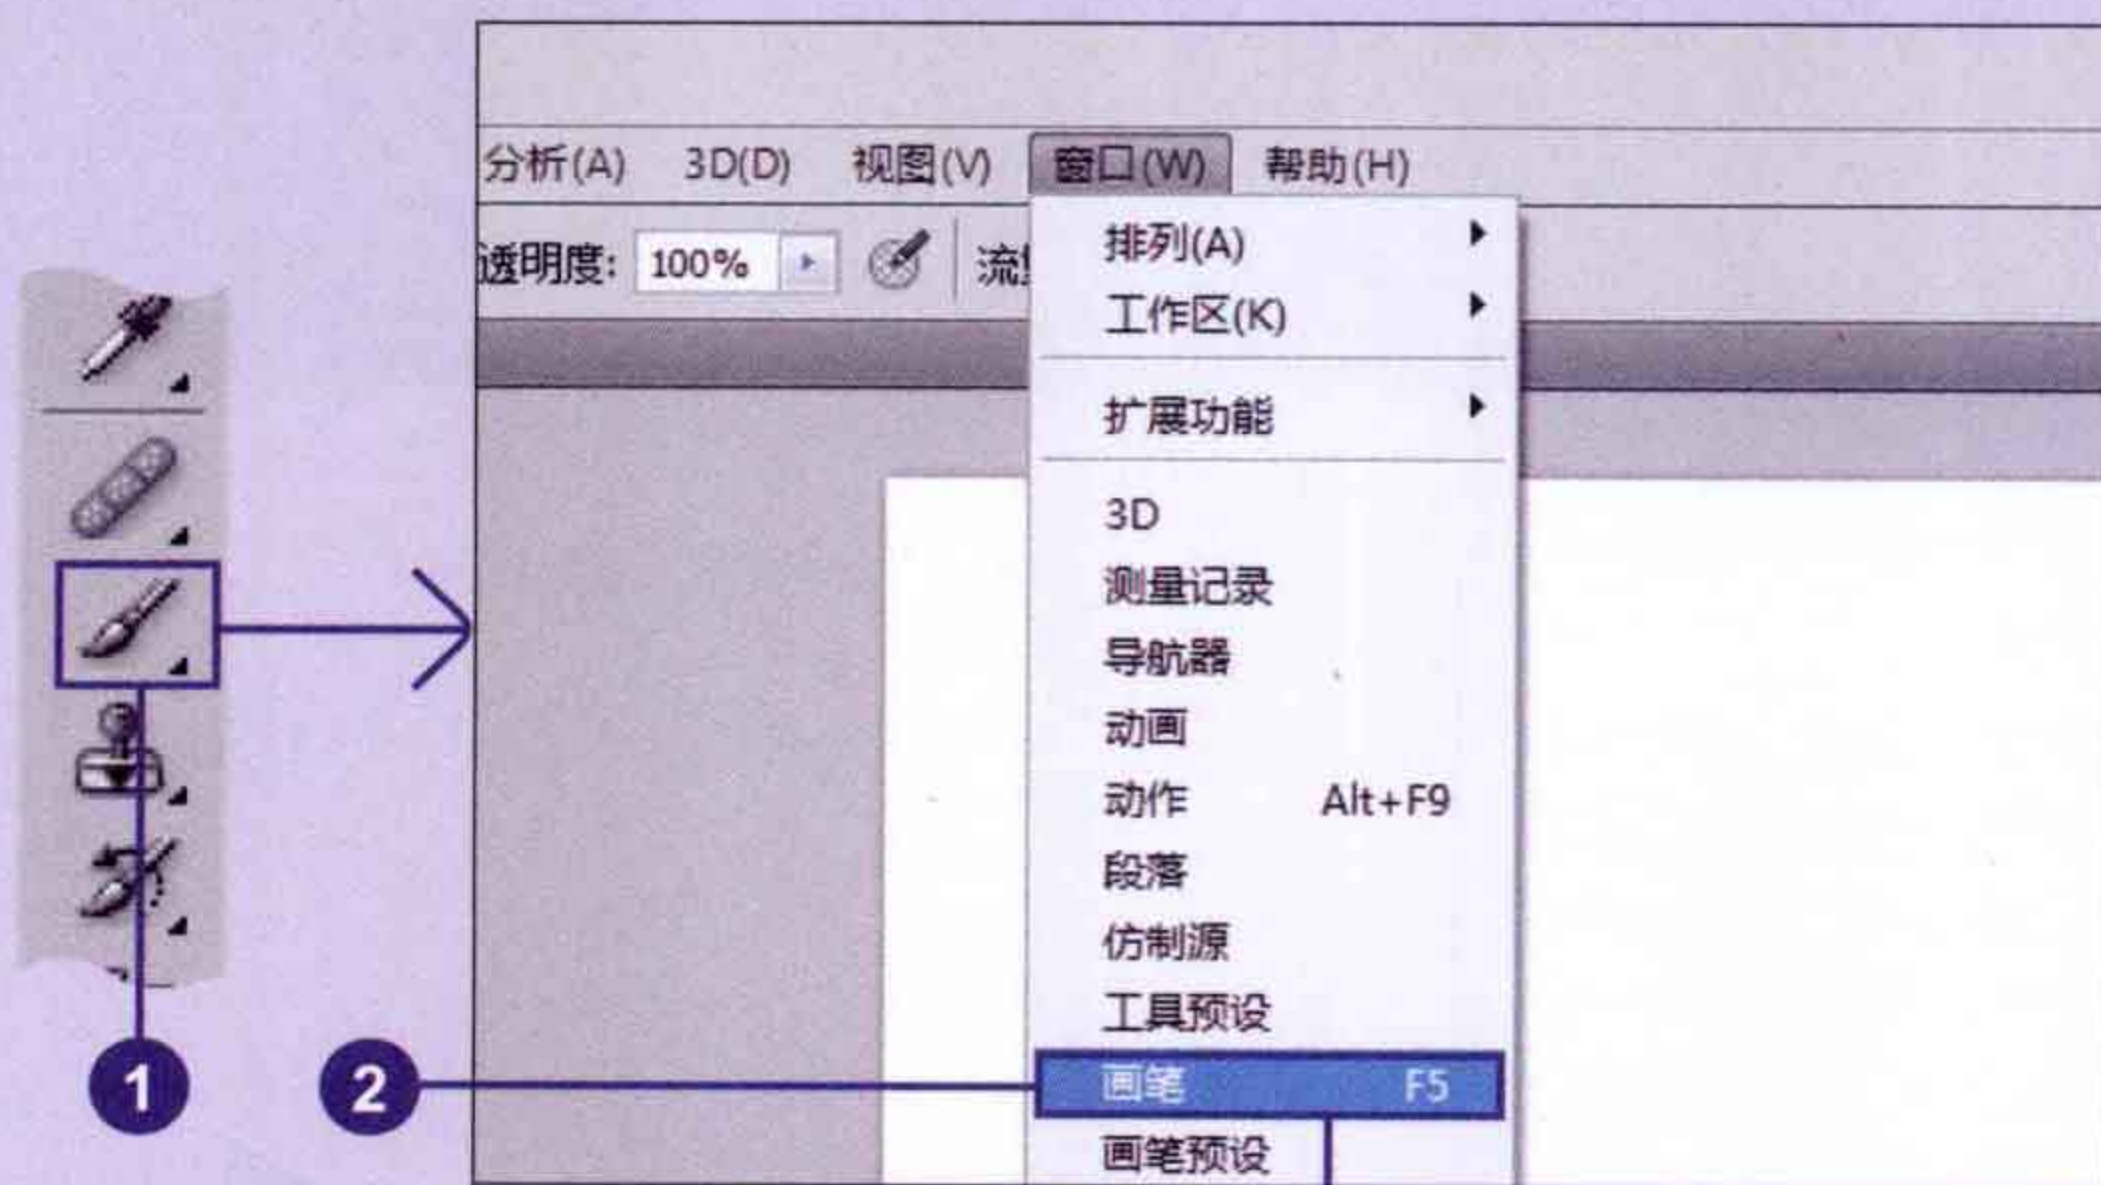 分析(A) 3D(D) 视图(V) 窗口(W) 帮助(H)
透明度: 100% 流
排列(A)
工作区(K)
扩展功能
3D
测量记录
导航器
动画
动作 Alt+F9
段落
仿制源
工具预设
画笔 F5
画笔预设
1 2